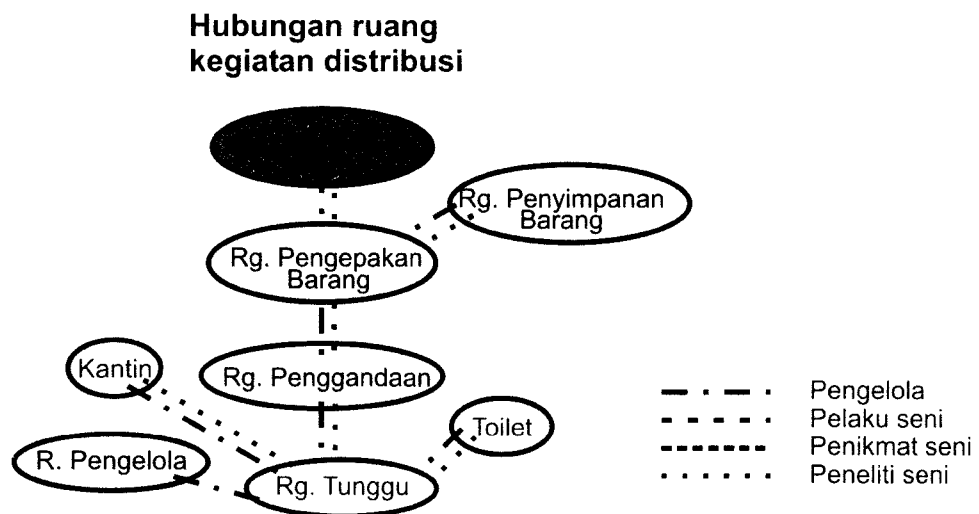 Hubungan ruang
kegiatan distribusi
Rg. Penyimpanan
Barang
Rg. Pengepakan
Barang
Kantin
Rg. Penggandaan
Toilet
R. Pengelola
Rg. Tunggu
Pengelola
Pelaku seni
Penikmat seni
Peneliti seni